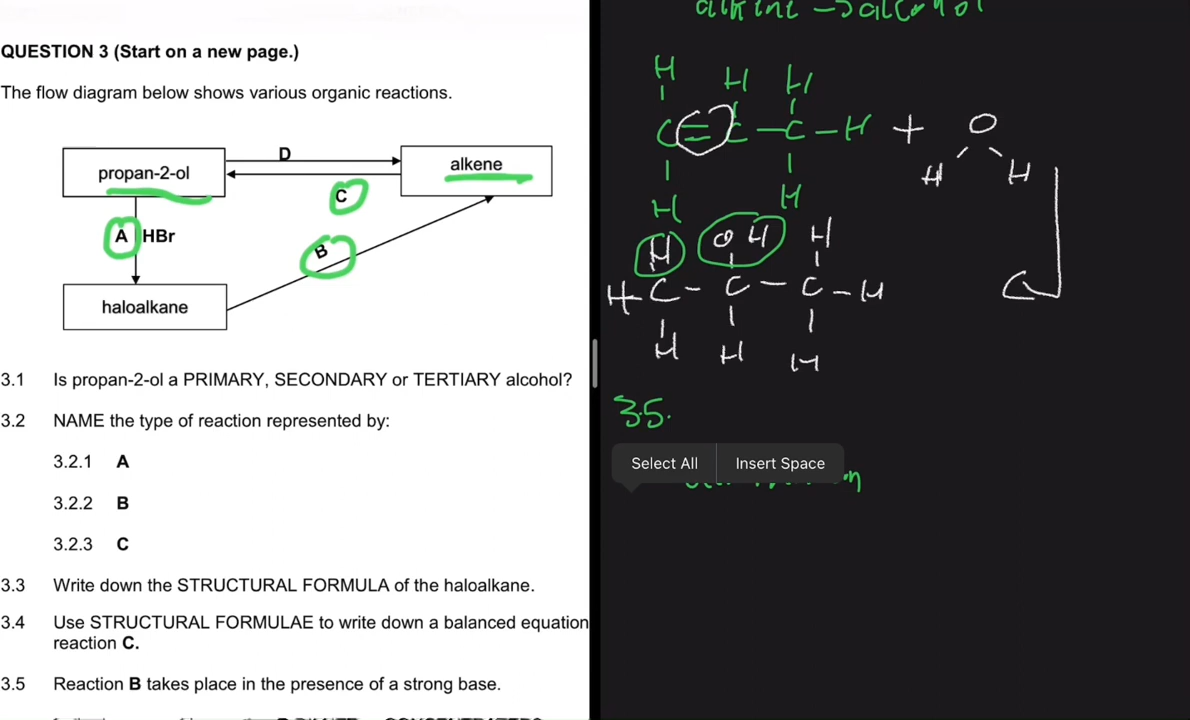 QUESTION 3 (Start on a new page.)
The flow diagram below shows various organic reactions.
propan-2-ol
D
alkene
C
A
HBr
B
haloalkane
3.1 Is propan-2-ol a PRIMARY, SECONDARY or TERTIARY alcohol?
3.2 NAME the type of reaction represented by:
3.2.1 A
3.2.2 B
3.2.3 C
3.3 Write down the STRUCTURAL FORMULA of the haloalkane.
3.4 Use STRUCTURAL FORMULAE to write down a balanced equation
reaction C.
3.5 Reaction B takes place in the presence of a strong base.
H H H
C = C – C – H + O
H H
H H
H OH H
H C – C – C – H
H H H
3.5.
Select All Insert Space